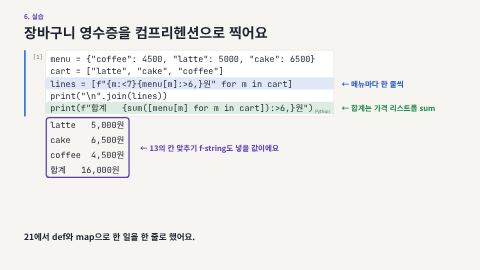 6. 실습
장바구니 영수증을 컴프리헨션으로 찍어요
[1]
menu = {"coffee": 4500, "latte": 5000, "cake": 6500}
cart = ["latte", "cake", "coffee"]
lines = [f"{m:<7}{menu[m]:>6,}원" for m in cart]
← 메뉴마다 한 줄씩
print("\n".join(lines))
print(f"합계   {sum([menu[m] for m in cart]):>6,}원")
Python
← 합계는 가격 리스트를 sum
latte   5,000원
cake    6,500원
coffee  4,500원
합계   16,000원
← 13의 칸 맞추기 f-string도 넣을 값이에요
21에서 def와 map으로 한 일을 한 줄로 했어요.